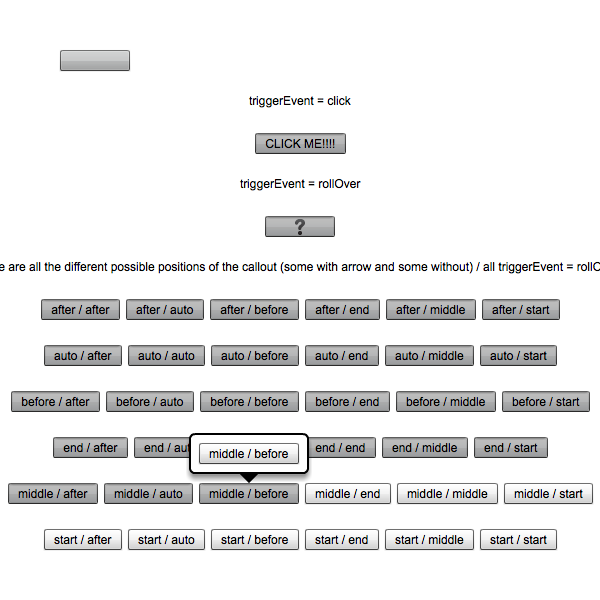 triggerEvent = click
CLICK ME!!!!
triggerEvent = rollOver
?
are all the different possible positions of the callout (some with arrow and some without) / all triggerEvent =
after / after after / auto after / before after / end after / middle after / start
auto / after auto / auto auto / before auto / end auto / middle auto / start
before / after before / auto before / before before / end before / middle before / start
end / after end / end / end end / middle end / start
middle / before
middle / after middle / auto middle / before middle / end middle / middle middle / start
start / after start / auto start / before start / end start / middle start / start